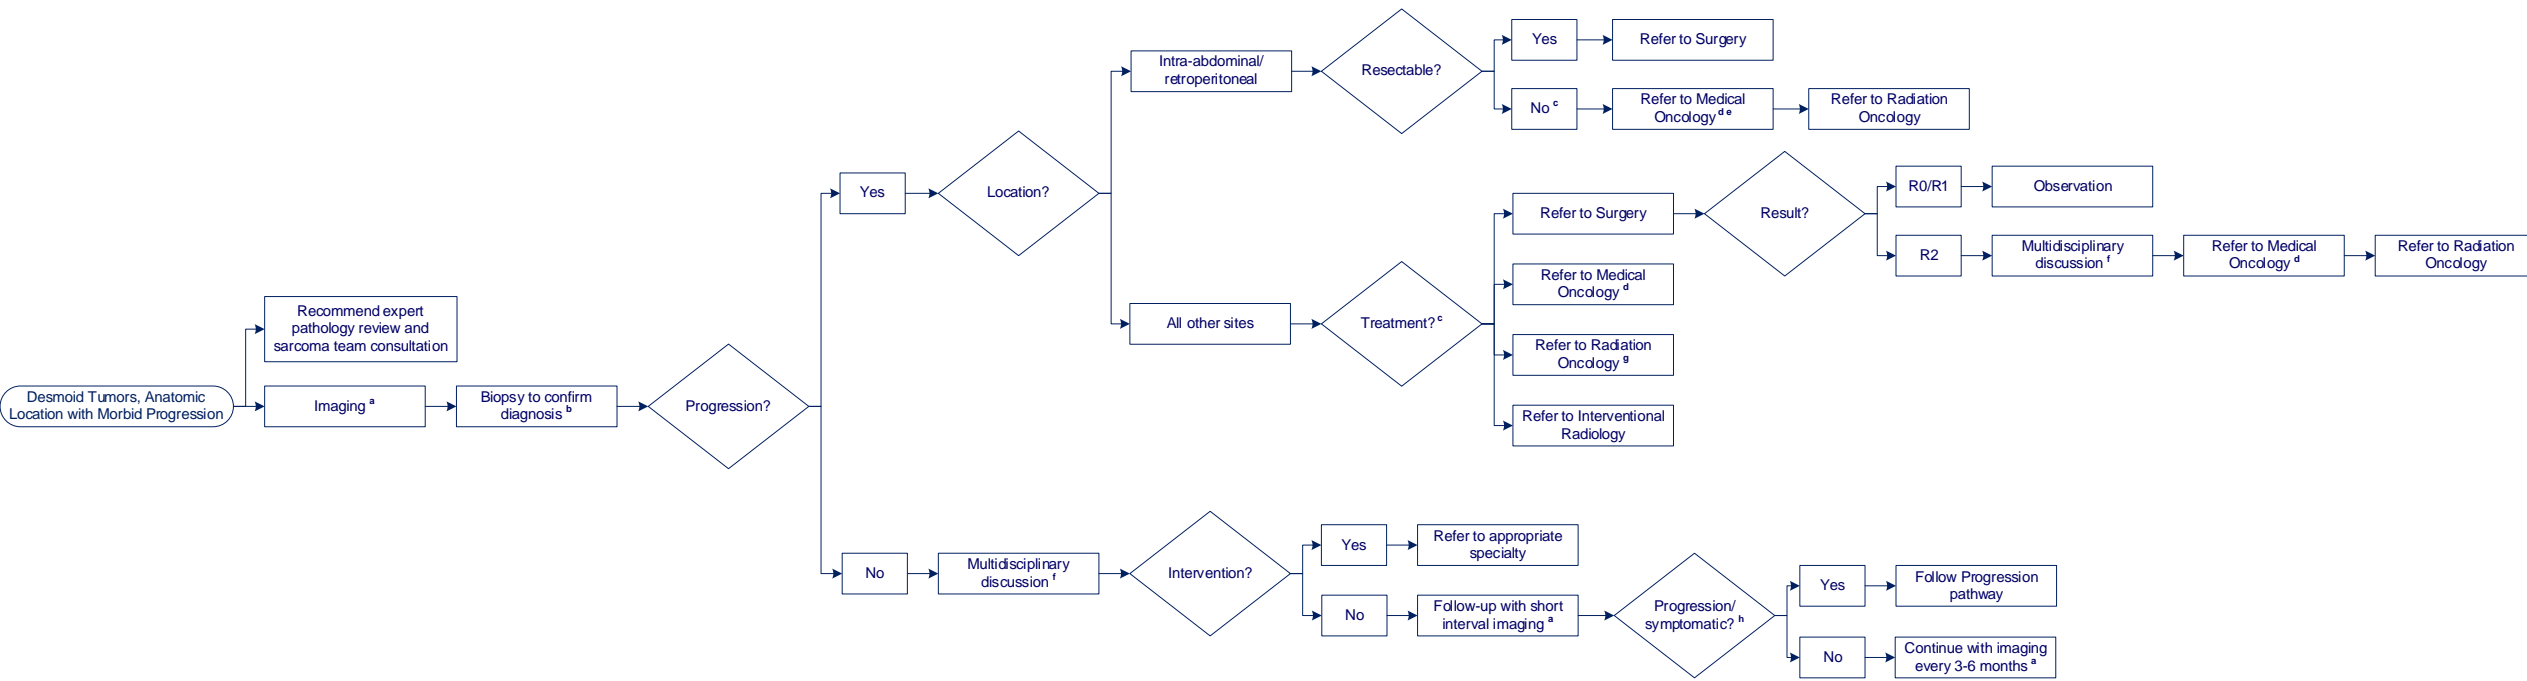 Desmoid Tumors, Anatomic
Location with Morbid Progression
Recommend expert
pathology review and
sarcoma team consultation
Imaging a
Biopsy to confirm
diagnosis b
Progression?
Yes
Location?
Intra-abdominal/
retroperitoneal
Resectable?
Yes
Refer to Surgery
No c
Refer to Medical
Oncology d e
Refer to Radiation
Oncology
All other sites
Treatment? c
Refer to Surgery
Result?
R0/R1
Observation
R2
Multidisciplinary
discussion f
Refer to Medical
Oncology d
Refer to Radiation
Oncology
Refer to Medical
Oncology d
Refer to Radiation
Oncology g
Refer to Interventional
Radiology
No
Multidisciplinary
discussion f
Intervention?
Yes
Refer to appropriate
specialty
No
Follow-up with short
interval imaging a
Progression/
symptomatic? h
Yes
Follow Progression
pathway
No
Continue with imaging
every 3-6 months a